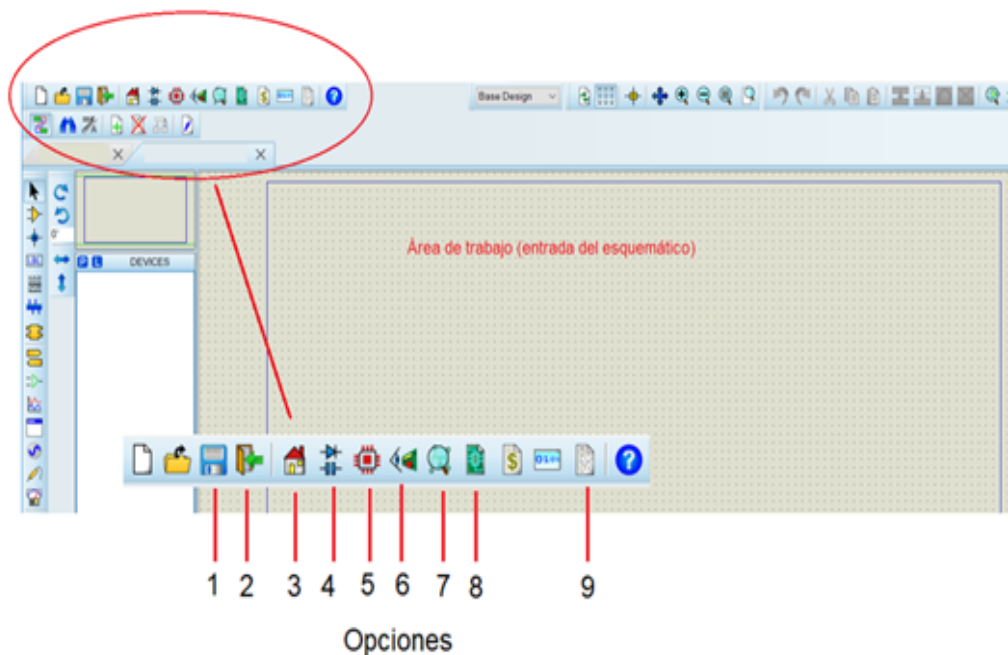 Base Design
0°
P L DEVICES
Área de trabajo (entrada del esquemático)
$
?
1 2 3 4 5 6 7 8 9
Opciones